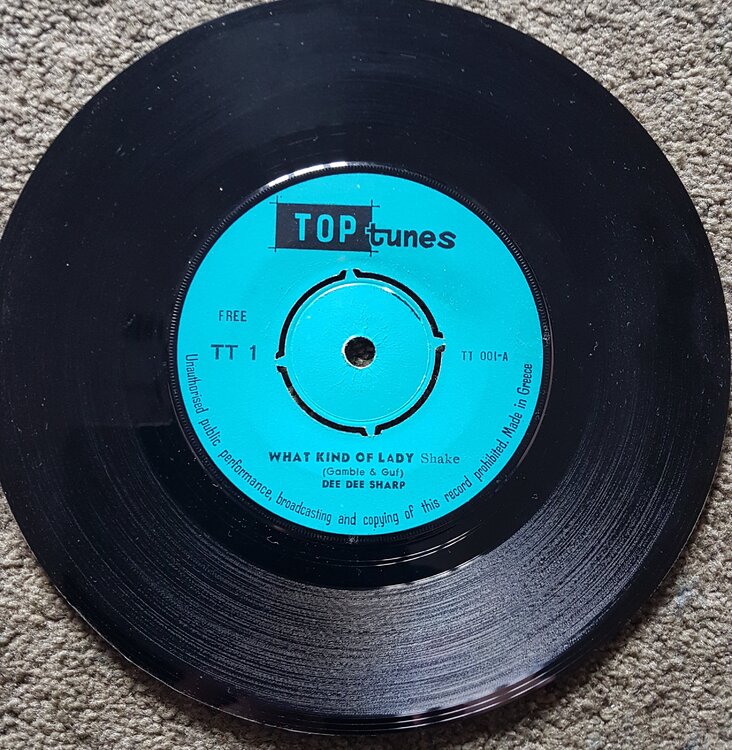 TOP tunes
FREE
TT 1
TT 001-A
WHAT KIND OF LADY Shake
(Gamble & Guf)
DEE DEE SHARP
Unauthorised public performance, broadcasting and copying of this record prohibited. Made in Greece